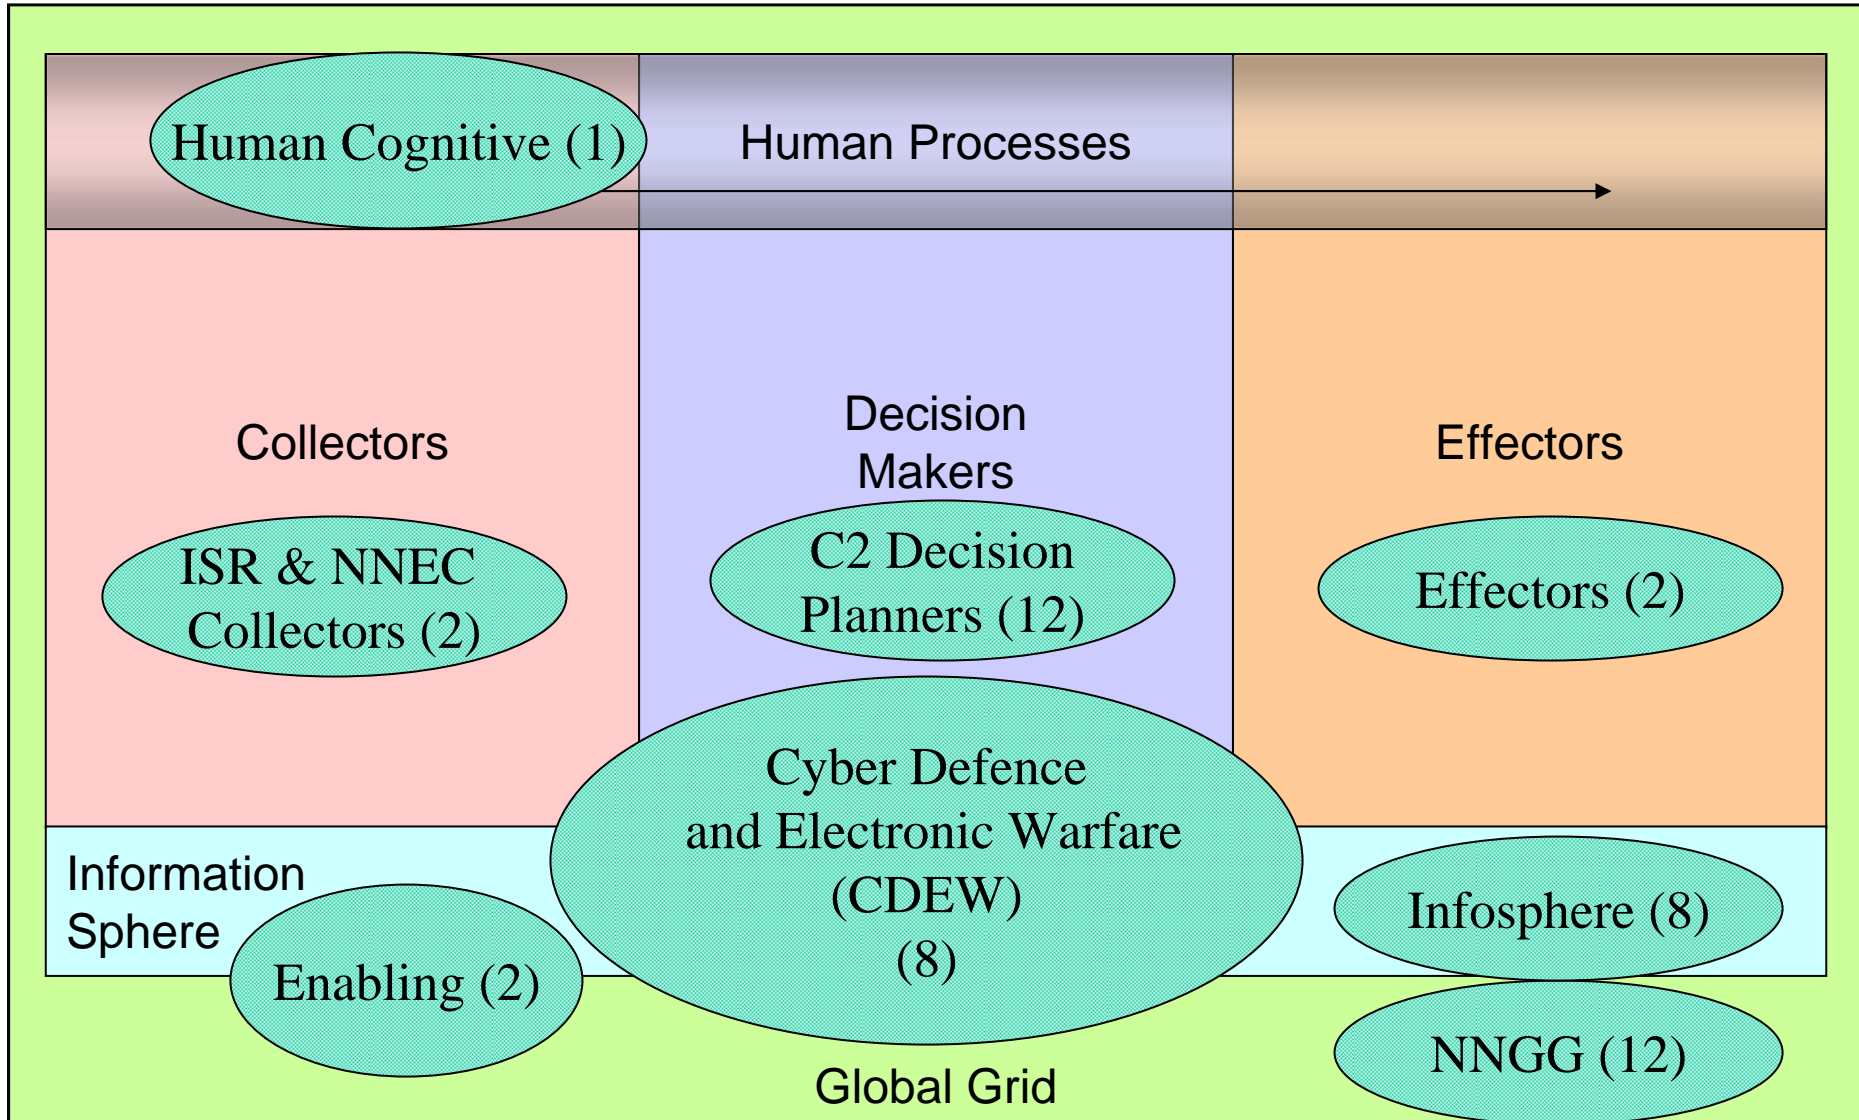 Human Cognitive (1)
Human Processes
Collectors
Decision
Makers
Effectors
ISR & NNEC
Collectors (2)
C2 Decision
Planners (12)
Effectors (2)
Cyber Defence
and Electronic Warfare
(CDEW)
(8)
Information
Sphere
Enabling (2)
Infosphere (8)
NNGG (12)
Global Grid